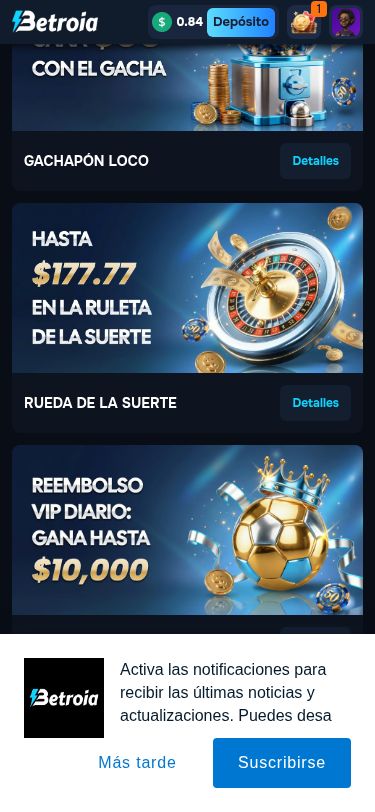 Betroia
$ 0.84 Depósito
1
CON EL GACHA
GACHAPÓN LOCO
Detalles
HASTA
$177.77
EN LA RULETA
DE LA SUERTE
RUEDA DE LA SUERTE
Detalles
REEMBOLSO
VIP DIARIO:
GANA HASTA
$10,000
Betroia
Activa las notificaciones para
recibir las últimas noticias y
actualizaciones. Puedes desa
Más tarde
Suscribirse